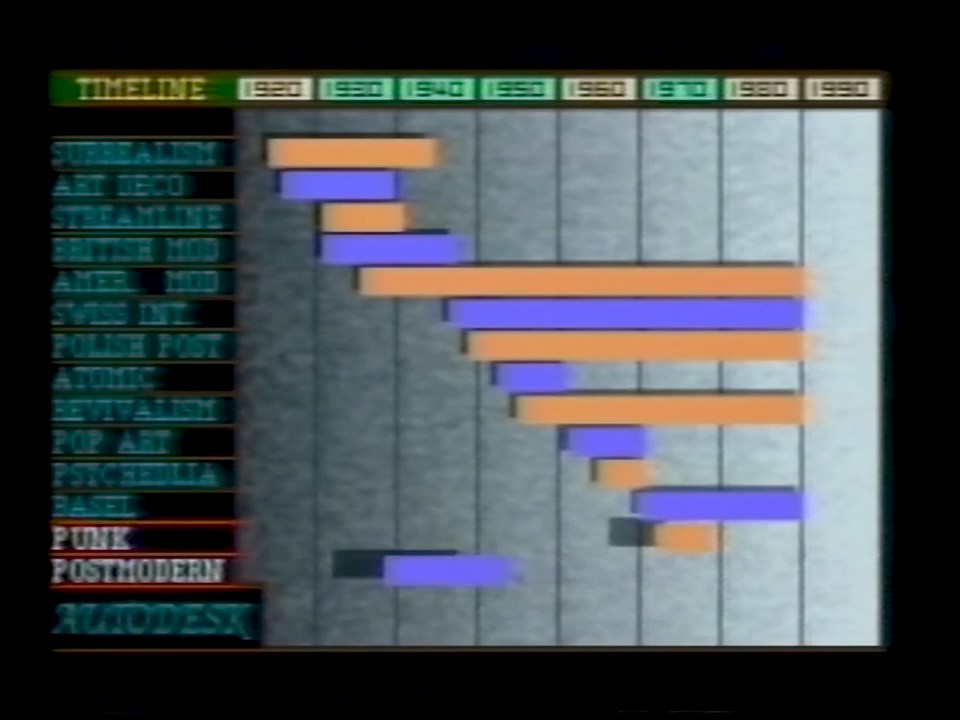 TIMELINE 1920 1930 1940 1950 1960 1970 1980 1990
SURREALISM
ART DECO
STREAMLINE
BRITISH MOD
AMER. MOD
SWISS INT.
POLISH POST
ATOMIC
REVIVALISM
POP ART
PSYCHEDLIA
BASEL
PUNK
POSTMODERN
AUTODESK